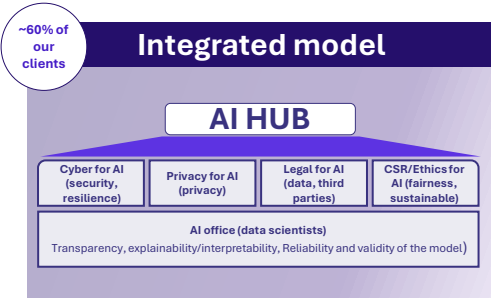 ~60% of
our
clients
Integrated model
AI HUB
Cyber for AI
(security,
resilience)
Privacy for AI
(privacy)
Legal for AI
(data, third
parties)
CSR/Ethics for
AI (fairness,
sustainable)
AI office (data scientists)
Transparency, explainability/interpretability, Reliability and validity of the model)